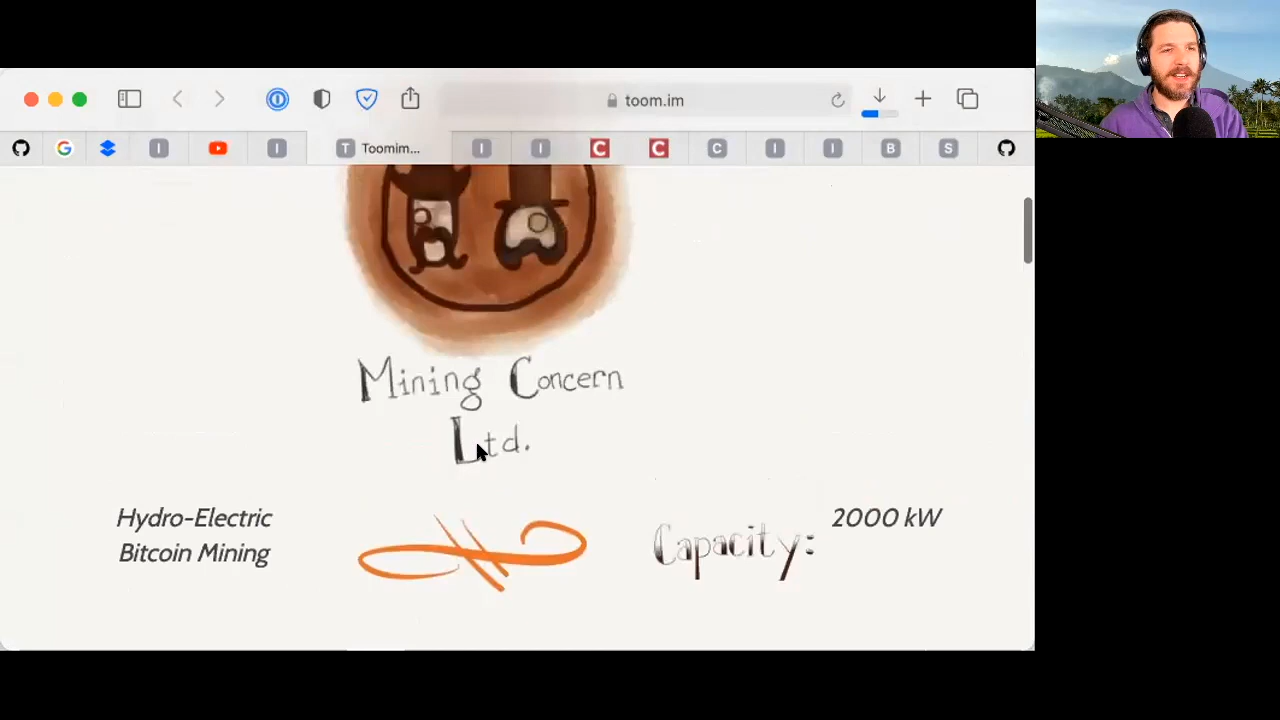 toom.im
Toomim...
Mining Concern
Ltd.
Hydro-Electric
Bitcoin Mining
Capacity:
2000 kW